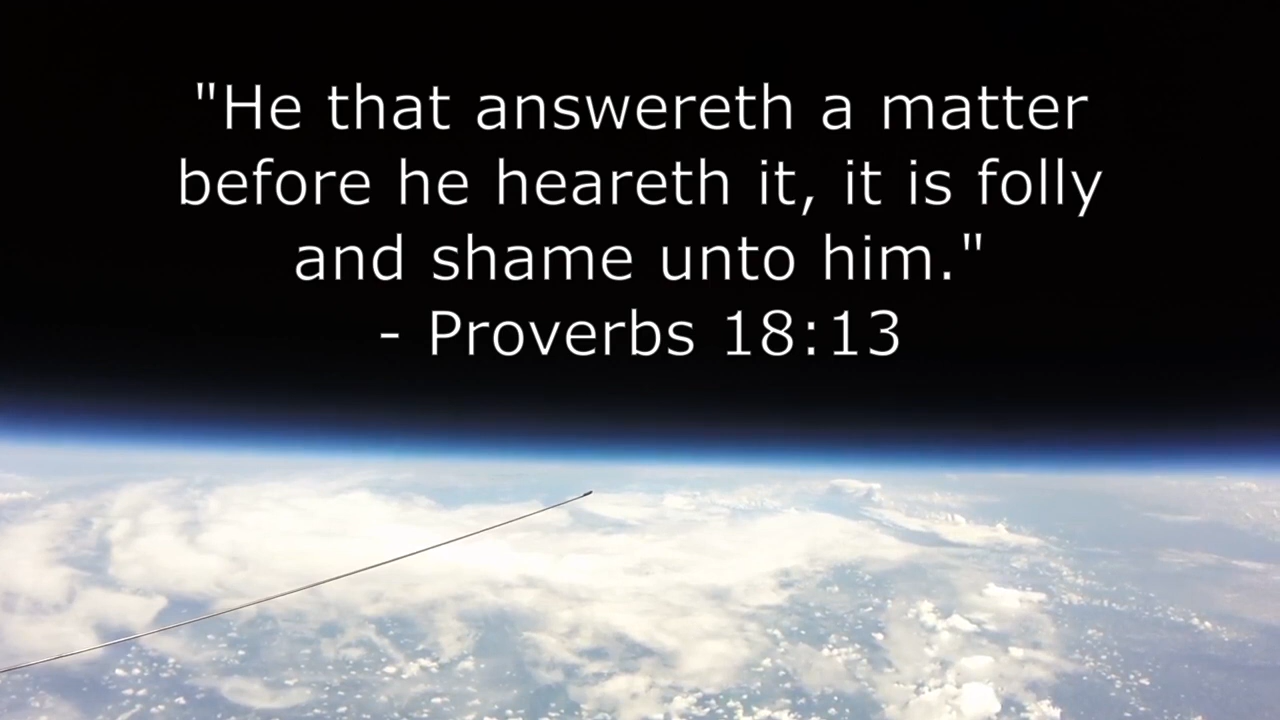 "He that answereth a matter
before he heareth it, it is folly
and shame unto him."
- Proverbs 18:13